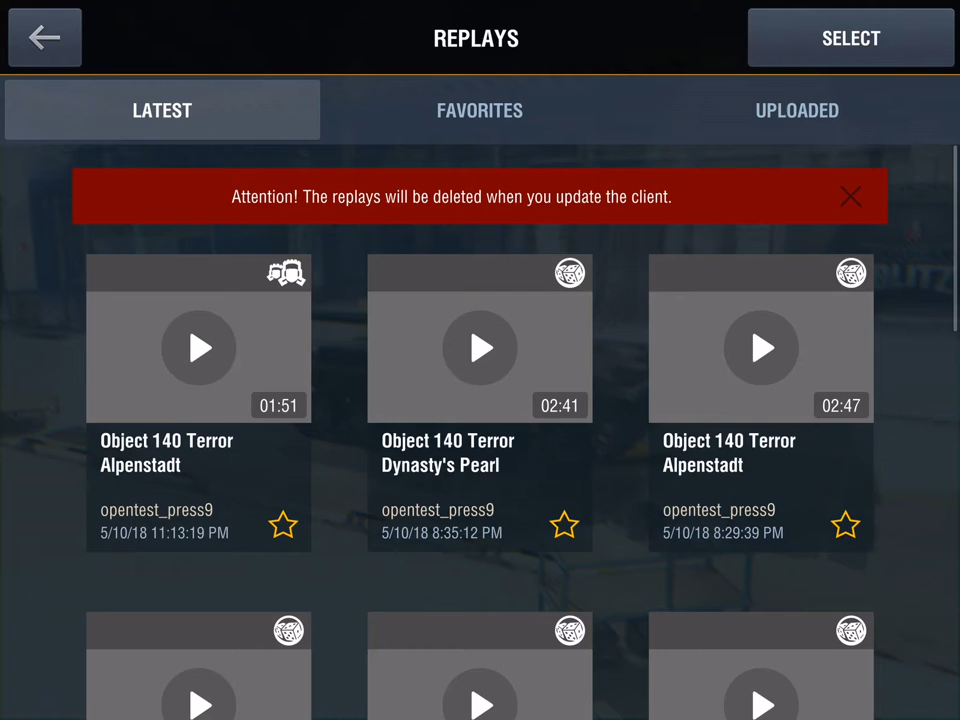 REPLAYS
SELECT
LATEST
FAVORITES
UPLOADED
Attention! The replays will be deleted when you update the client.
BLITZ
01:51
02:41
02:47
Object 140 Terror
Alpenstadt
opentest_press9
5/10/18 11:13:19 PM
Object 140 Terror
Dynasty's Pearl
opentest_press9
5/10/18 8:35:12 PM
Object 140 Terror
Alpenstadt
opentest_press9
5/10/18 8:29:39 PM